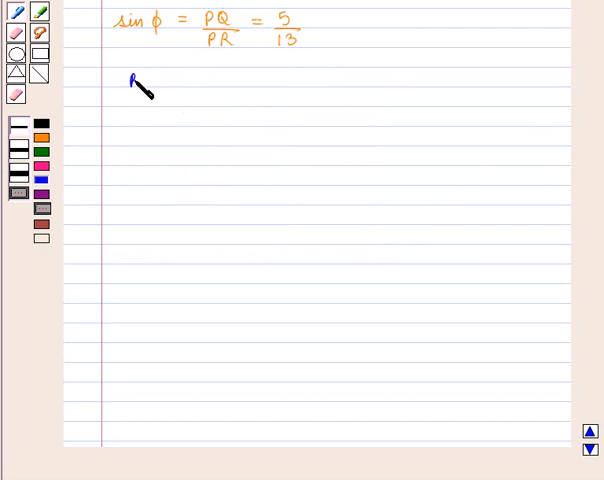 sin ϕ = PQ/PR = 5/13